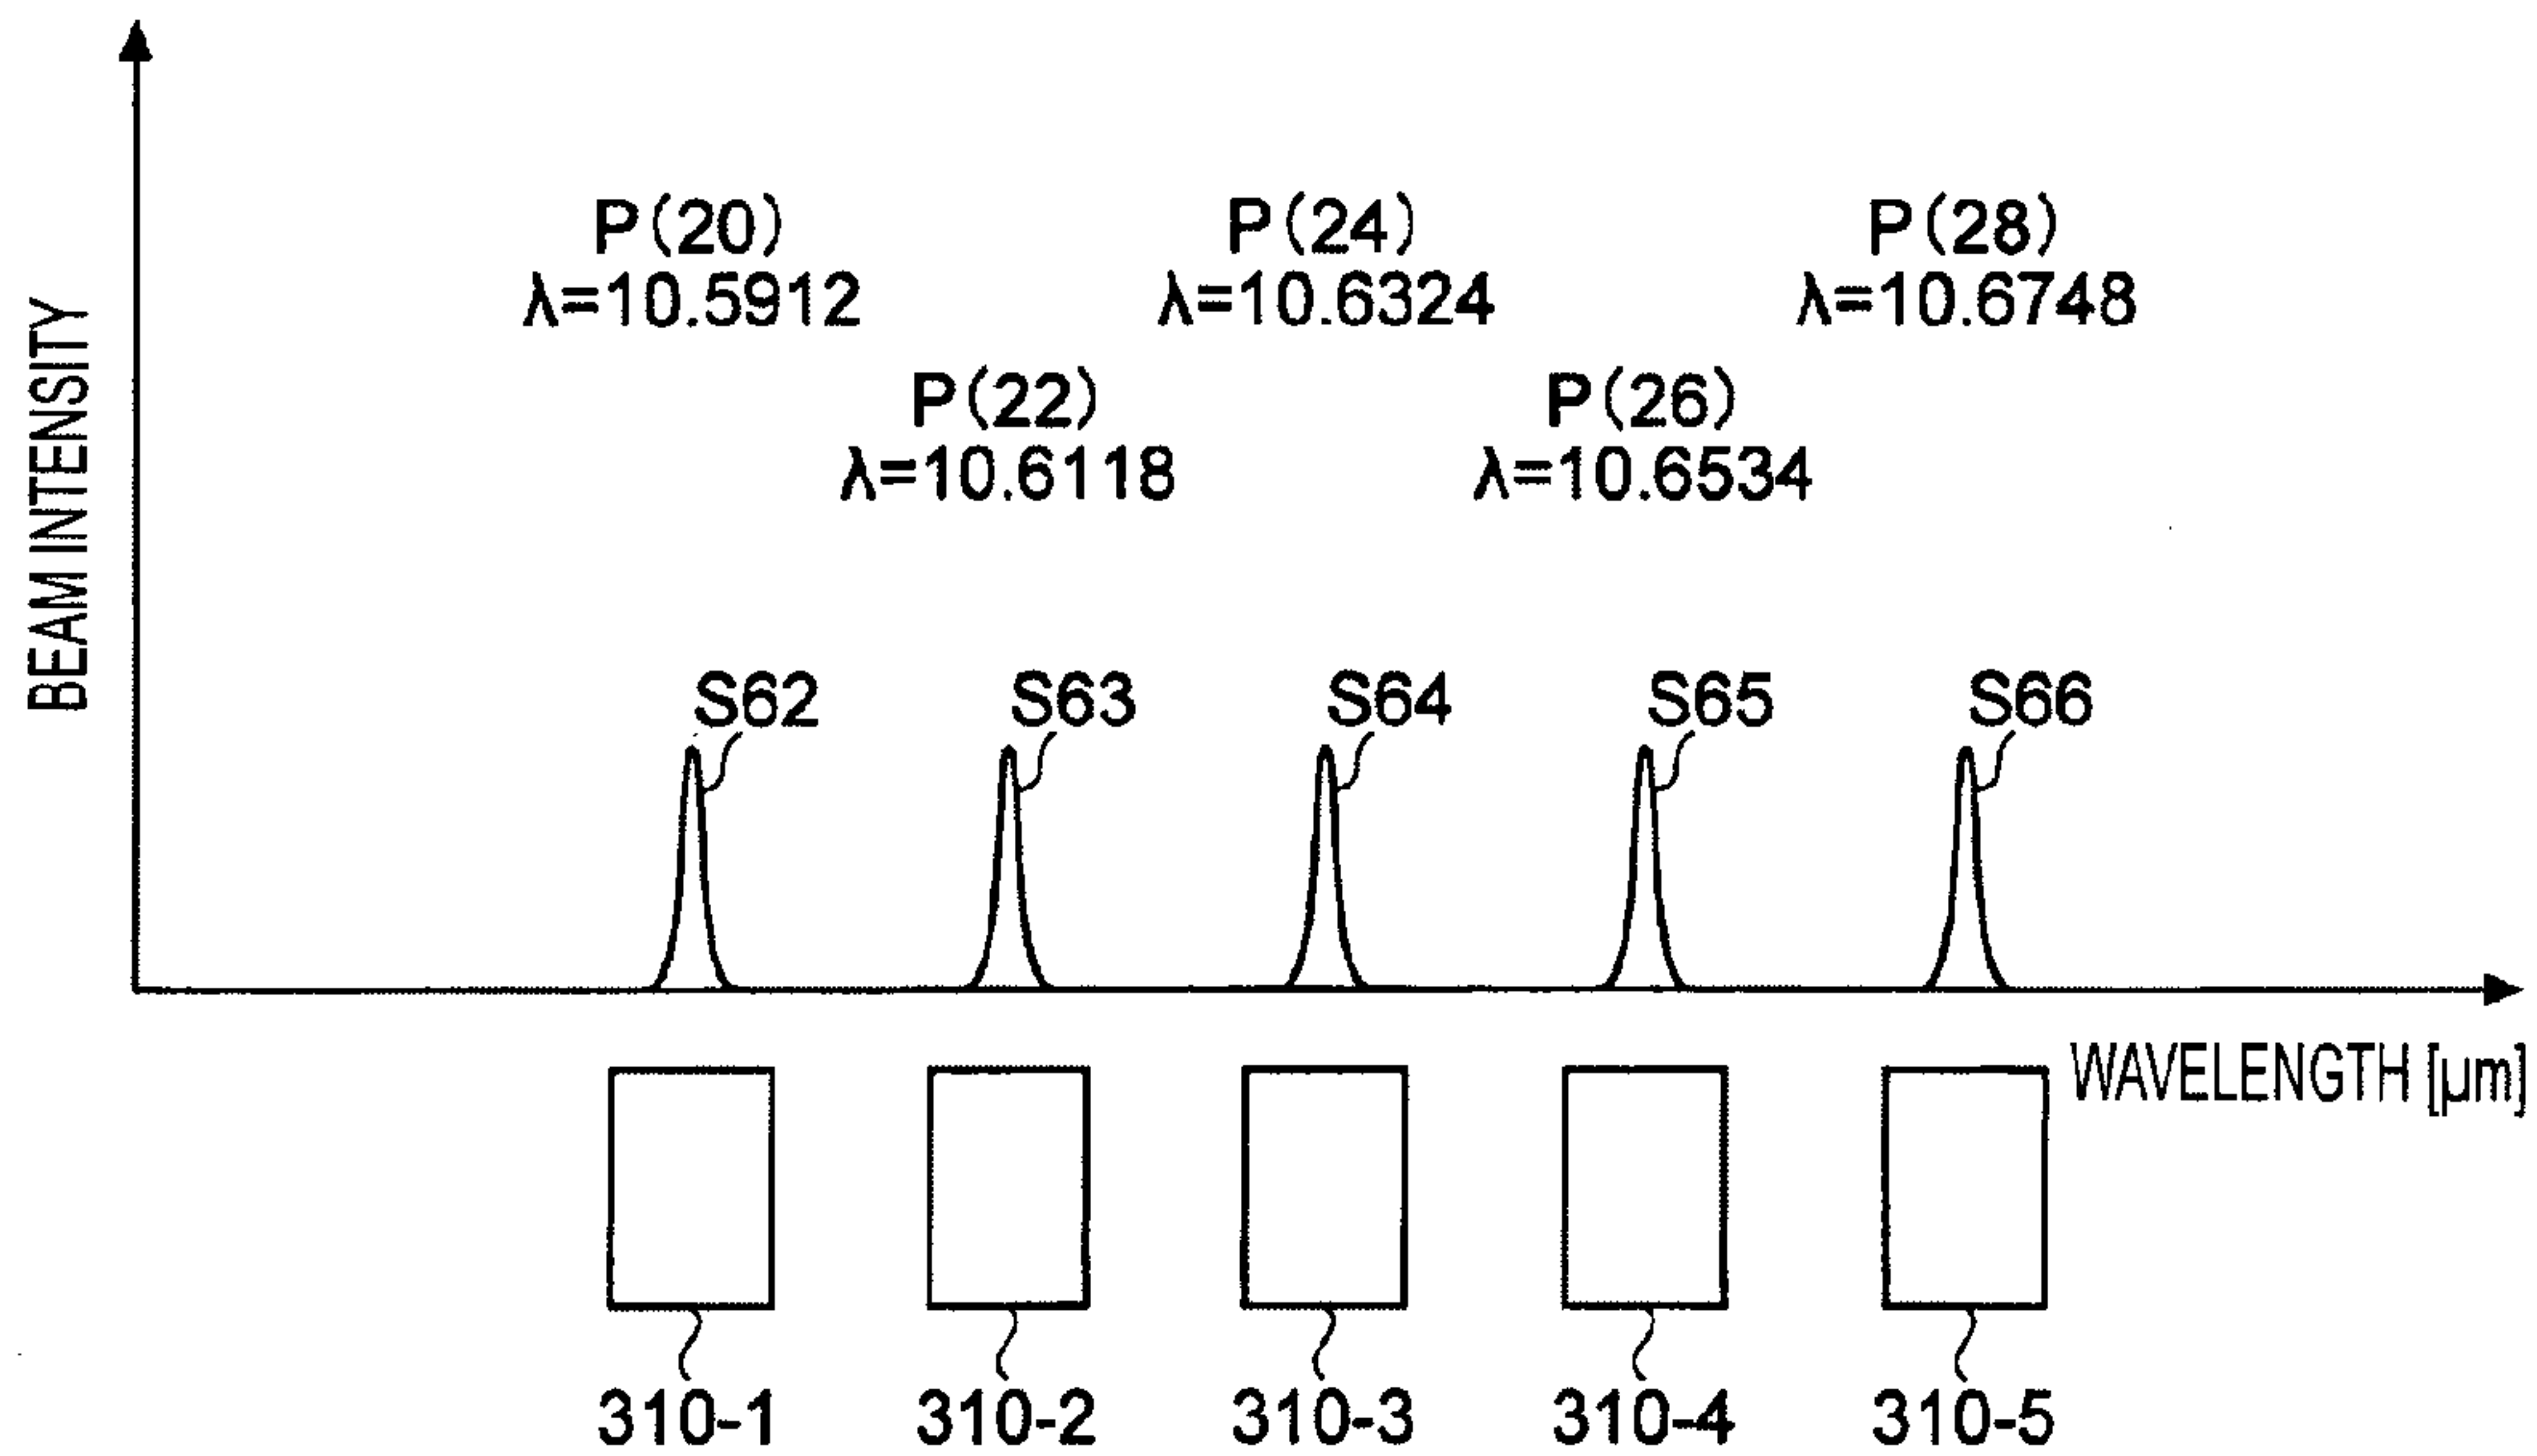 BEAM INTENSITY
P(20)
λ=10.5912
P(22)
λ=10.6118
P(24)
λ=10.6324
P(26)
λ=10.6534
P(28)
λ=10.6748
S62
S63
S64
S65
S66
WAVELENGTH [μm]
310-1
310-2
310-3
310-4
310-5